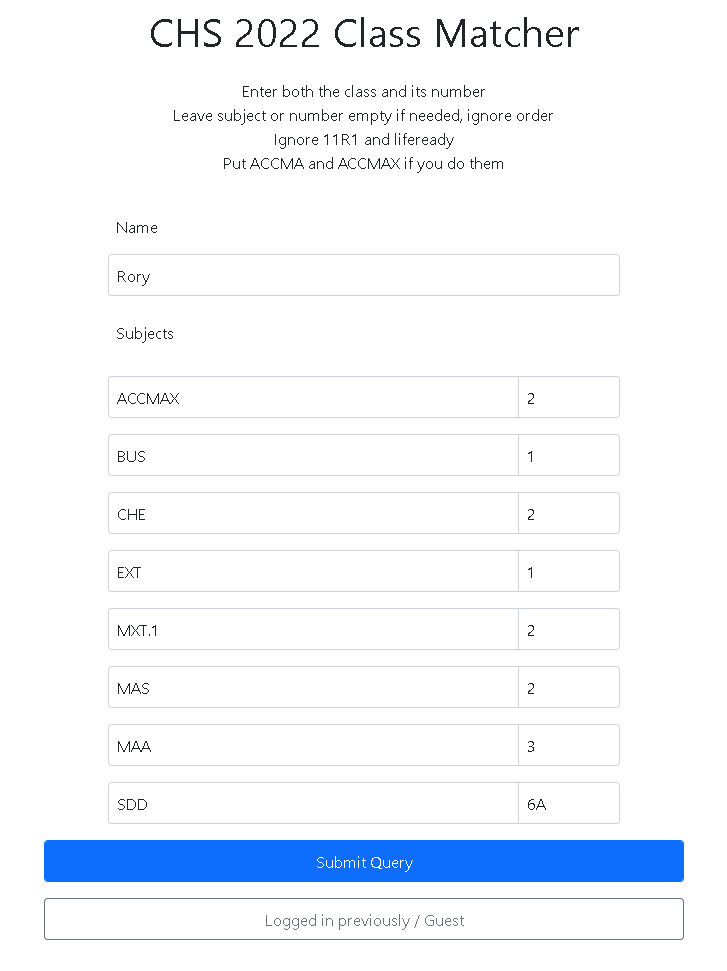 CHS 2022 Class Matcher
Enter both the class and its number
Leave subject or number empty if needed, ignore order
Ignore 11R1 and lifeready
Put ACCMA and ACCMAX if you do them
Name
Rory
Subjects
ACCMAX 2
BUS 1
CHE 2
EXT 1
MXT.1 2
MAS 2
MAA 3
SDD 6A
Submit Query
Logged in previously / Guest